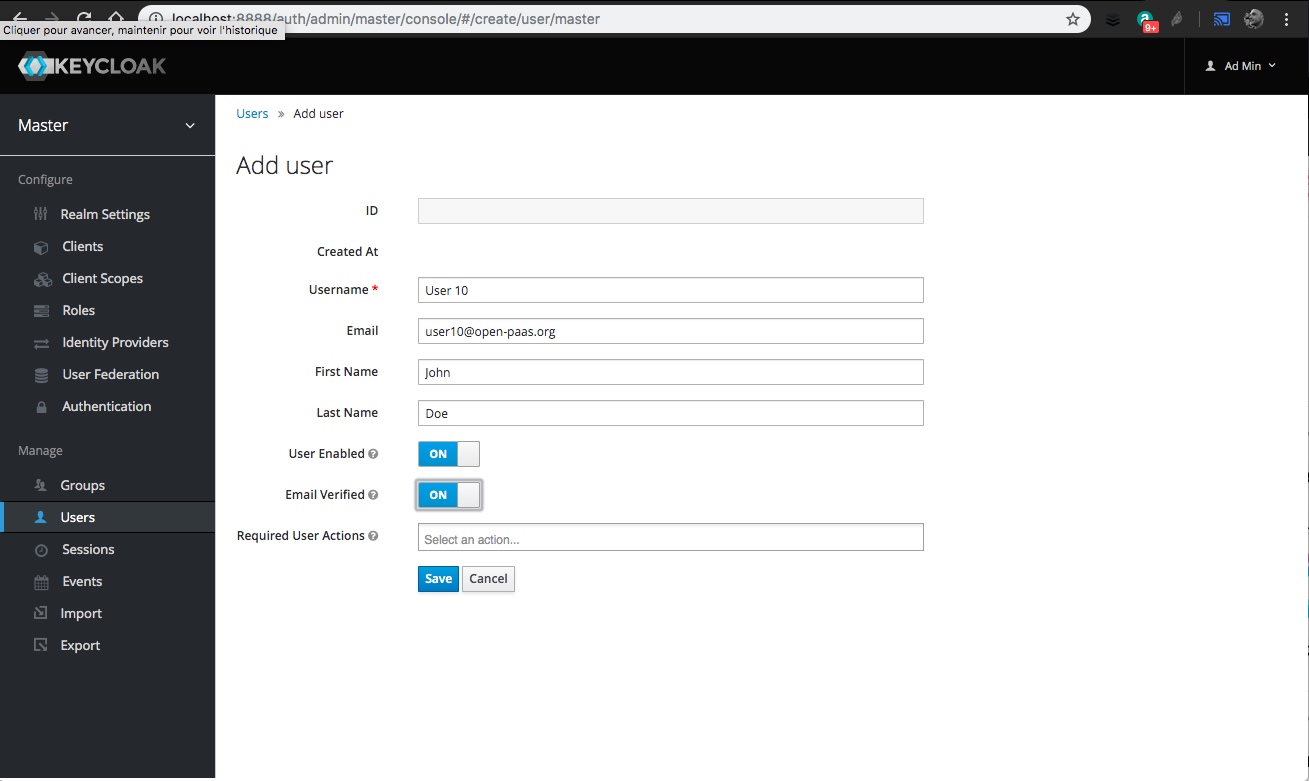 localhost:8888/auth/admin/master/console/#/create/user/master
9+
Cliquer pour avancer, maintenir pour voir l'historique
KEYCLOAK
Ad Min
Master
Users » Add user
Add user
Configure
Realm Settings
Clients
Client Scopes
Roles
Identity Providers
User Federation
Authentication
Manage
Groups
Users
Sessions
Events
Import
Export
ID
Created At
Username * User 10
Email user10@open-paas.org
First Name John
Last Name Doe
User Enabled ON
Email Verified ON
Required User Actions Select an action...
Save Cancel